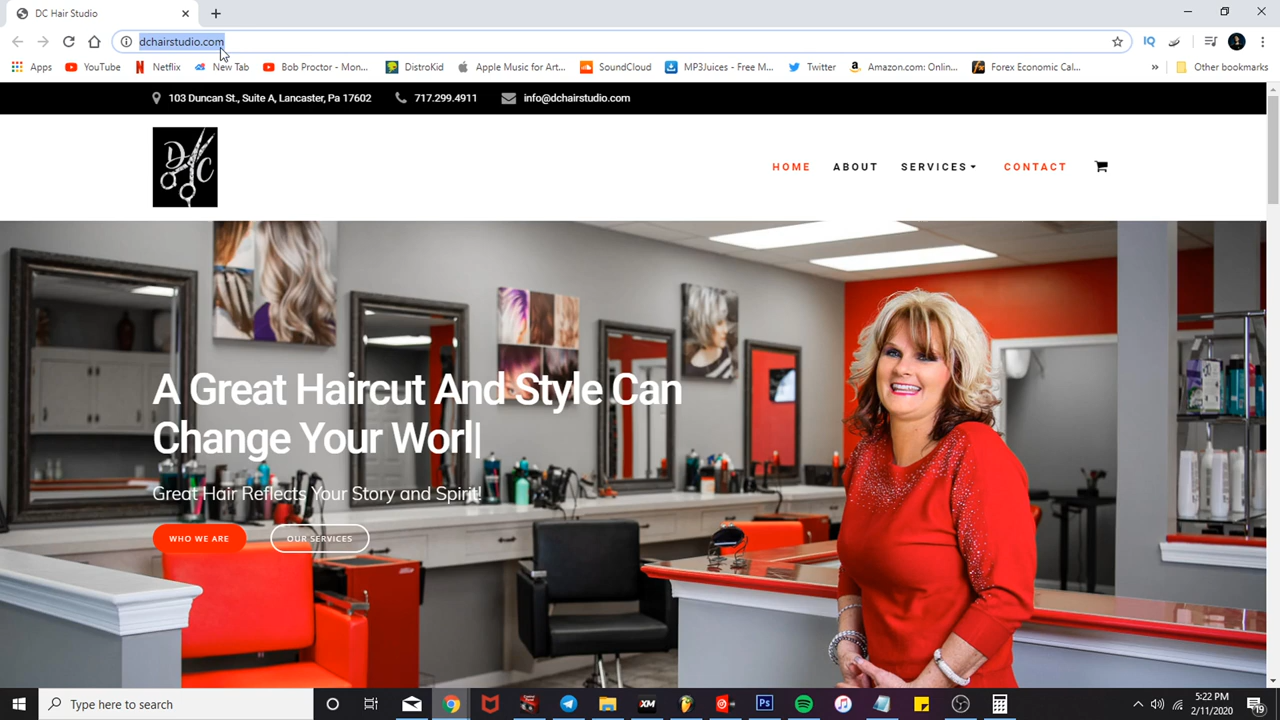 DC Hair Studio
dchairstudio.com
Apps YouTube Netflix New Tab Bob Proctor - Mon... DistroKid Apple Music for Art... SoundCloud MP3Juices - Free M... Twitter Amazon.com: Onlin... Forex Economic Cal... » Other bookmarks
103 Duncan St., Suite A, Lancaster, Pa 17602 717.299.4911 info@dchairstudio.com
D C
HOME ABOUT SERVICES CONTACT
A Great Haircut And Style Can
Change Your Worl|
Great Hair Reflects Your Story and Spirit!
WHO WE ARE OUR SERVICES
Type here to search
5:22 PM
2/11/2020
19